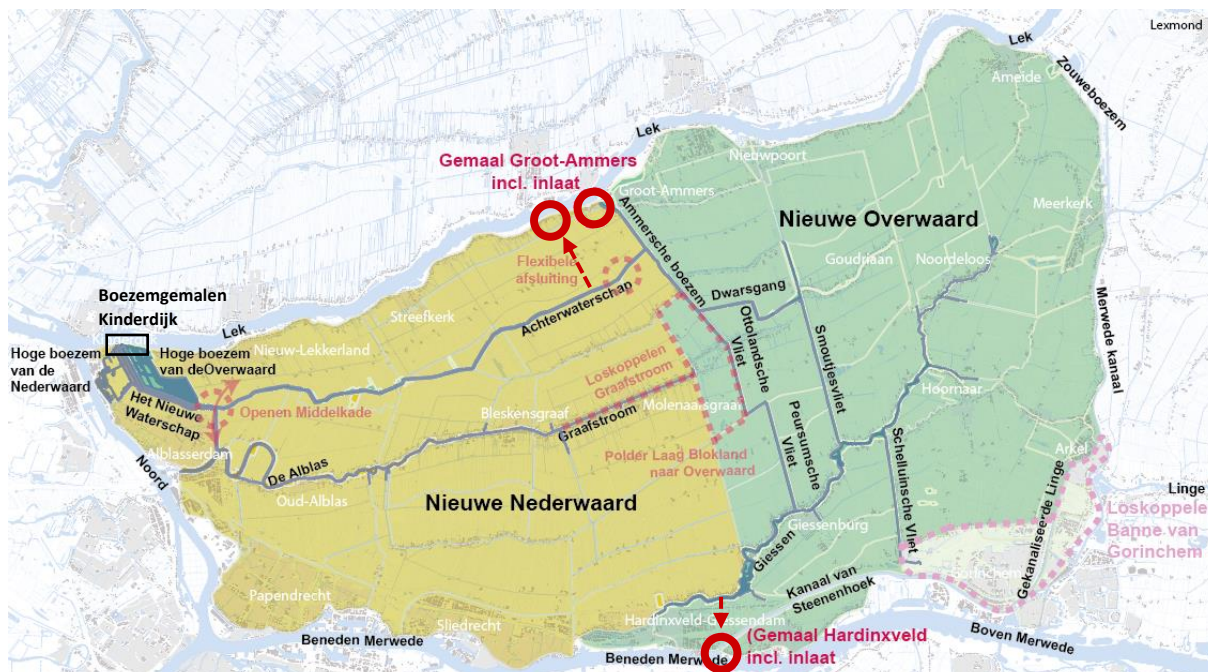 Lexmond
Lek
Ameide
Zouweboezem
Lek
Nieuwpoort
Gemaal Groot-Ammers
incl. inlaat
Groot-Ammers
Ammersche boezem
Meerkerk
Nieuwe Overwaard
Flexibele
afsluiting
Goudriaan
Noordeloos
Achterwaterschap
Dwarsgang
Boezemgemalen
Kinderdijk
Streefkerk
Ottolandsche
Vliet
Smoutjesvliet
Merwede kanaal
Lek
Nieuw-Lekkerland
Hoge boezem
van de
Nederwaard
Hoge boezem
van deOverwaard
Loskoppelen
Graafstroom
Hoornaar
Het Nieuwe
Waterschap
Openen Middelkade
Bleskensgraaf
Graafstroom
Molenaarsgraaf
Peursumsche
Vliet
Schelluinsche Vliet
Alblasserdam
Noord
De Alblas
Polder Laag Blokland
naar Overwaard
Arkel
Oud-Alblas
Nieuwe Nederwaard
Linge
Loskoppele
Banne van
Gorinchem
Giessenburg
Giessen
Gekanaliseerde Linge
Gorinchem
Kanaal van
Steenenhoek
Papendrecht
Sliedrecht
Hardinxveld-Giessendam
Beneden Merwede
Boven Merwede
(Gemaal Hardinxveld
incl. inlaat
Beneden Merwede